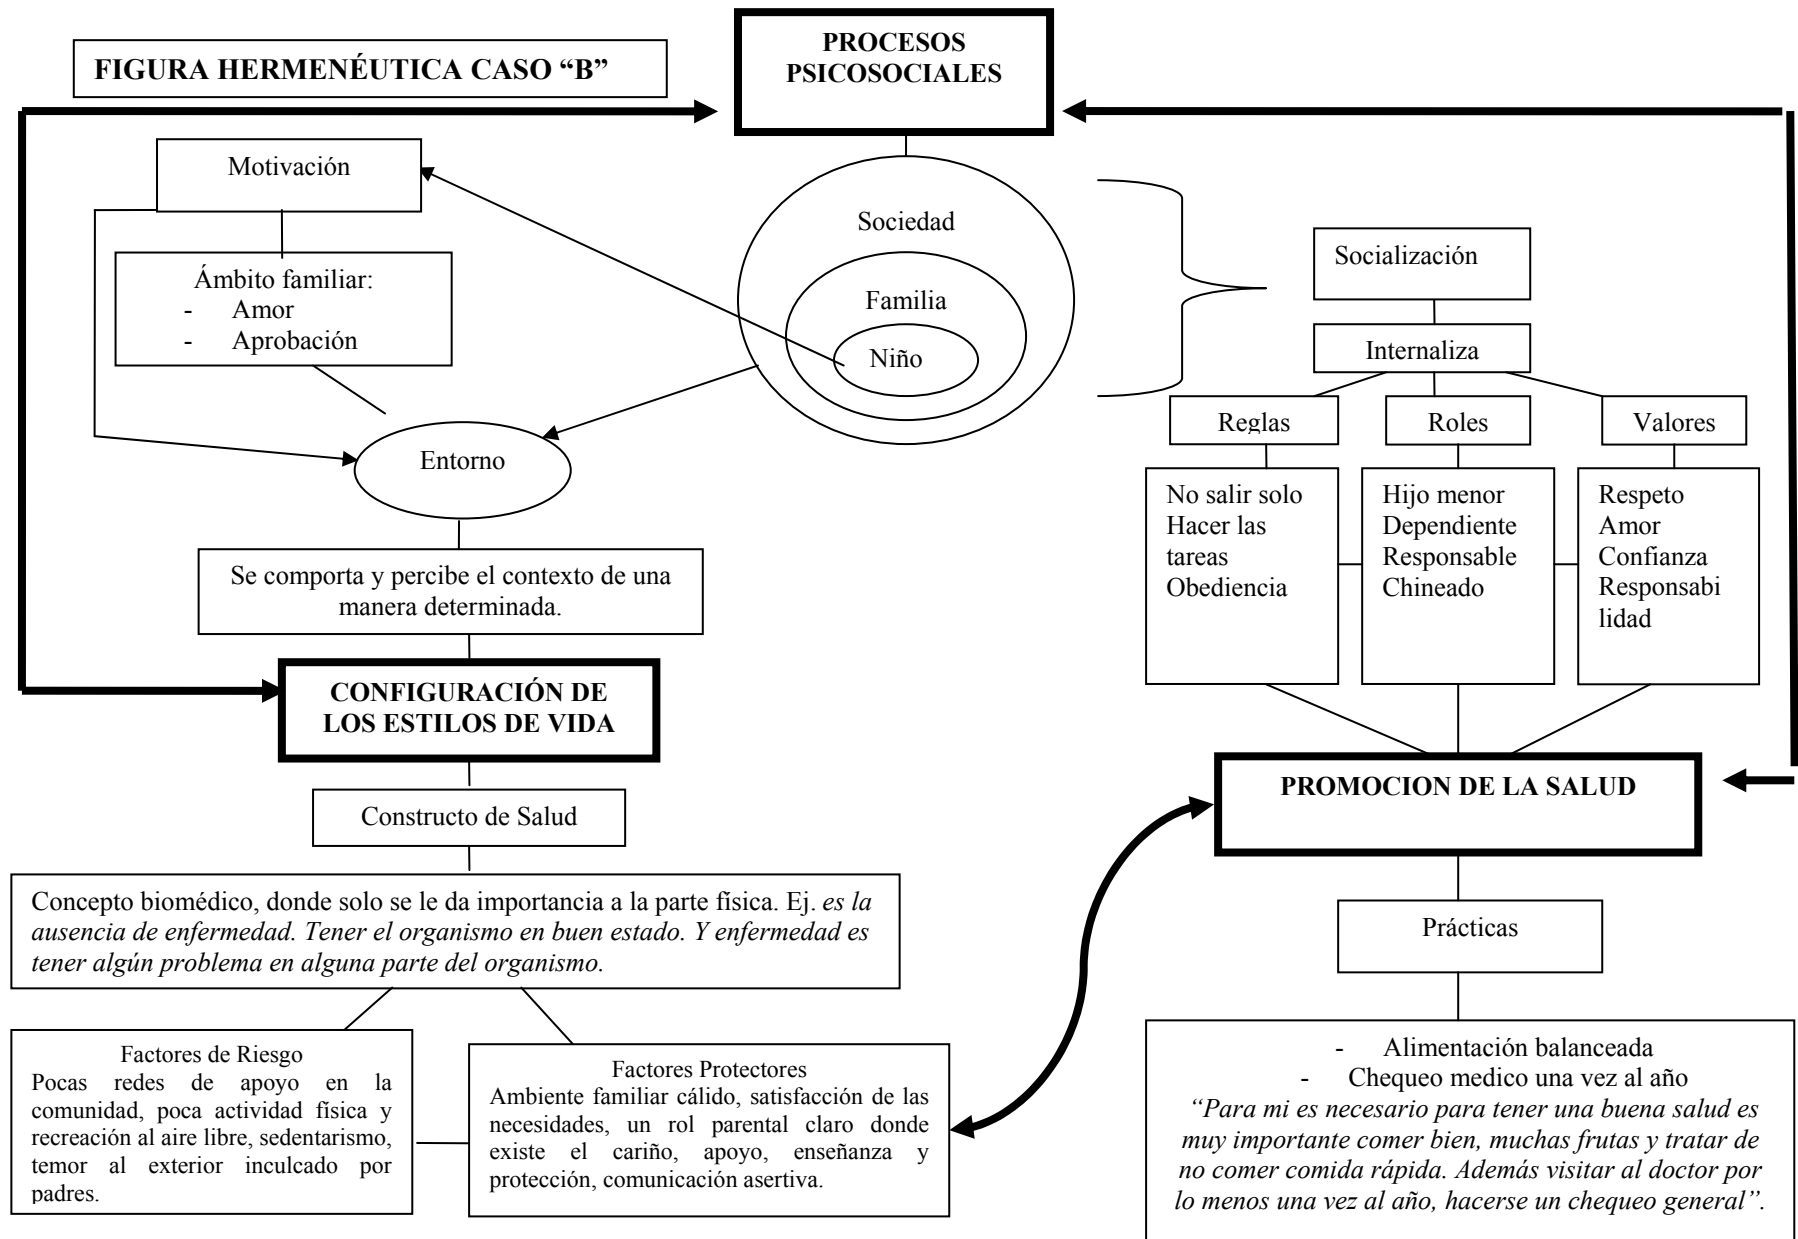 FIGURA HERMENÉUTICA CASO “B”
PROCESOS
PSICOSOCIALES
Motivación
Ámbito familiar:
- Amor
- Aprobación
Sociedad
Familia
Niño
Entorno
Se comporta y percibe el contexto de una
manera determinada.
CONFIGURACIÓN DE
LOS ESTILOS DE VIDA
Constructo de Salud
Concepto biomédico, donde solo se le da importancia a la parte física. Ej. es la
ausencia de enfermedad. Tener el organismo en buen estado. Y enfermedad es
tener algún problema en alguna parte del organismo.
Factores de Riesgo
Pocas redes de apoyo en la
comunidad, poca actividad física y
recreación al aire libre, sedentarismo,
temor al exterior inculcado por
padres.
Factores Protectores
Ambiente familiar cálido, satisfacción de las
necesidades, un rol parental claro donde
existe el cariño, apoyo, enseñanza y
protección, comunicación asertiva.
Socialización
Internaliza
Reglas
Roles
Valores
No salir solo
Hacer las
tareas
Obediencia
Hijo menor
Dependiente
Responsable
Chineado
Respeto
Amor
Confianza
Responsabi
lidad
PROMOCION DE LA SALUD
Prácticas
- Alimentación balanceada
- Chequeo medico una vez al año
“Para mi es necesario para tener una buena salud es
muy importante comer bien, muchas frutas y tratar de
no comer comida rápida. Además visitar al doctor por
lo menos una vez al año, hacerse un chequeo general”.